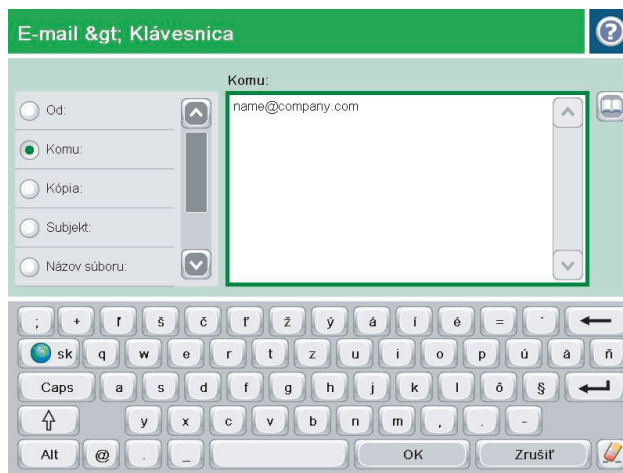 E-mail &gt; Klávesnica
Komu:
name@company.com
Od:
Komu:
Kópia:
Subjekt:
Názov súboru:
; + ľ š č ť ž ý á í é = ´
sk q w e r t z u i o p ú ä ň
Caps a s d f g h j k l ô §
y x c v b n m , . -
Alt @ . _ OK Zrušiť